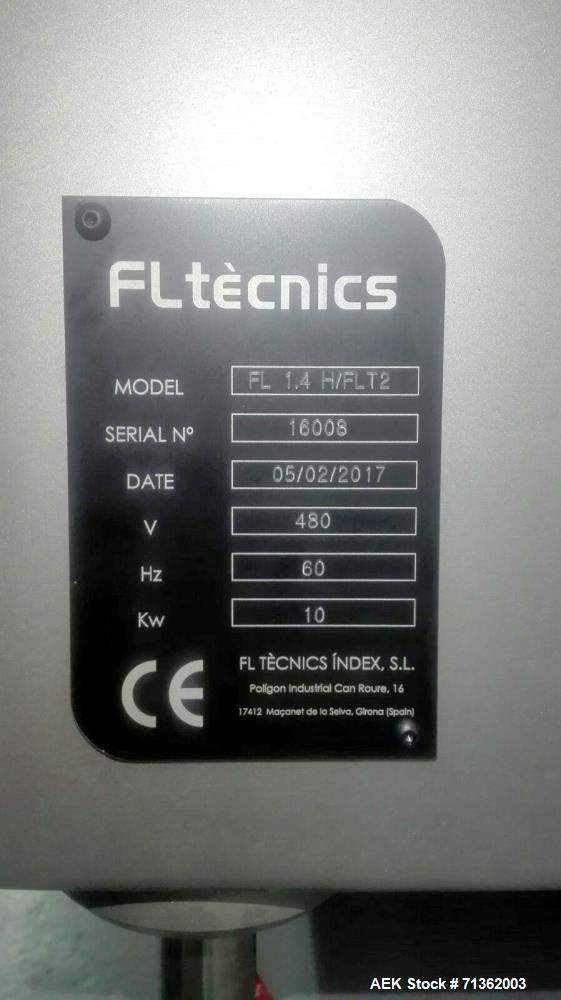 FLtècnics
MODEL FL 1.4 H/FLT2
SERIAL Nº 16008
DATE 05/02/2017
V 480
Hz 60
Kw 10
CE
FL TÈCNICS ÍNDEX, S.L.
Polígon Industrial Can Roure, 16
17412 Maçanet de la Selva, Girona (Spain)
AEK Stock # 71362003